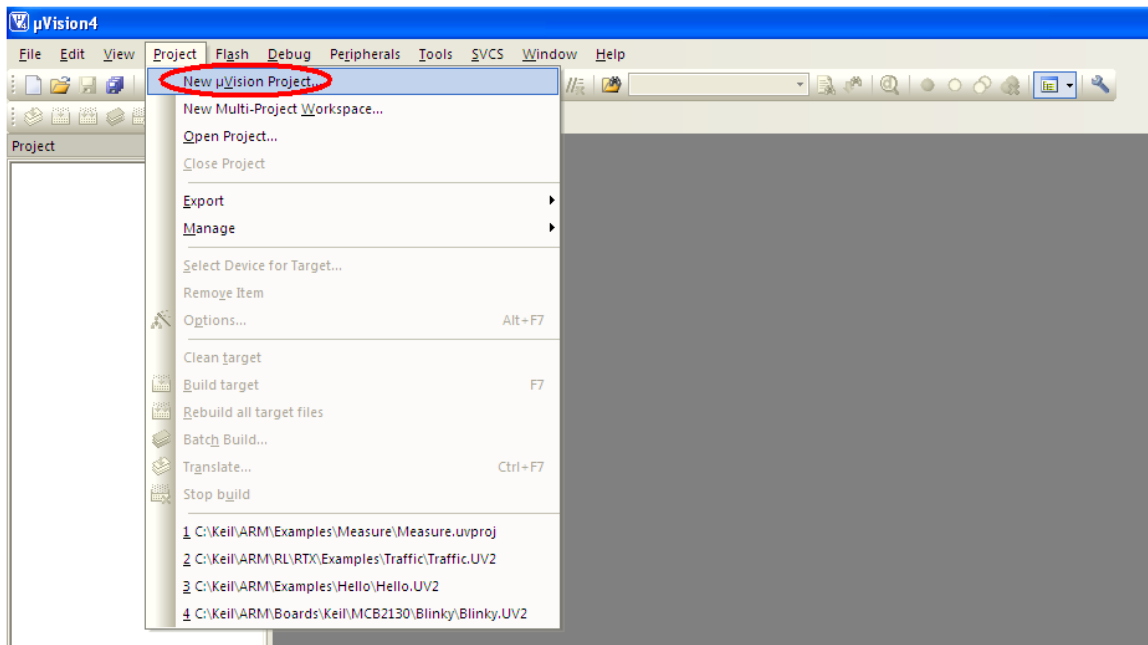 µVision4
File Edit View Project Flash Debug Peripherals Tools SVCS Window Help
New µVision Project...
New Multi-Project Workspace...
Open Project...
Close Project
Export
Manage
Select Device for Target...
Remove Item
Options... Alt+F7
Clean target
Build target F7
Rebuild all target files
Batch Build...
Translate... Ctrl+F7
Stop build
1 C:\Keil\ARM\Examples\Measure\Measure.uvproj
2 C:\Keil\ARM\RL\RTX\Examples\Traffic\Traffic.UV2
3 C:\Keil\ARM\Examples\Hello\Hello.UV2
4 C:\Keil\ARM\Boards\Keil\MCB2130\Blinky\Blinky.UV2
Project